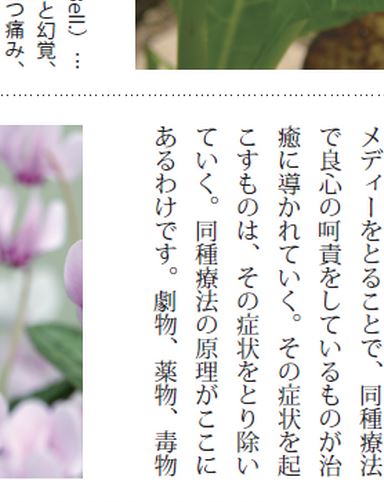 ell.) …
と幻覚、
つ痛み、
メディーをとることで、同種療法
で良心の呵責をしているものが治
癒に導かれていく。その症状を起
こすものは、その症状をとり除い
ていく。同種療法の原理がここに
あるわけです。劇物、薬物、毒物